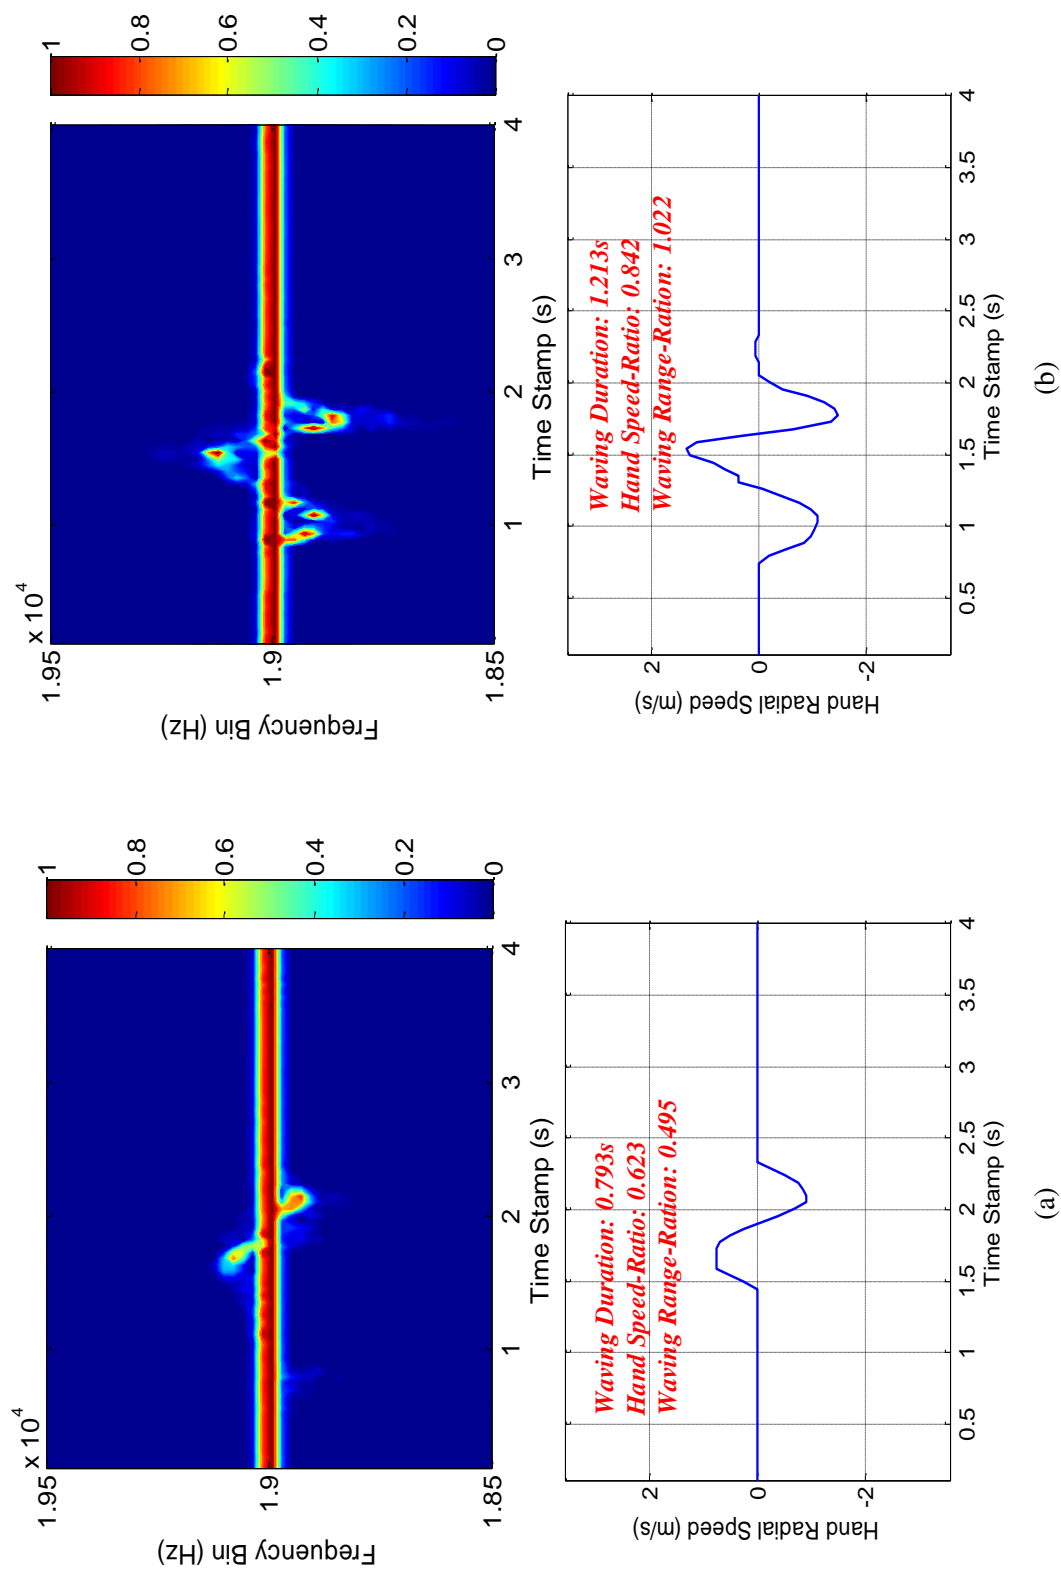 x 10^4
1.95
1.9
1.85
Frequency Bin (Hz)
1
2
3
4
Time Stamp (s)
1
0.8
0.6
0.4
0.2
0
Waving Duration: 0.793s
Hand Speed-Ratio: 0.623
Waving Range-Ration: 0.495
2
0
-2
Hand Radial Speed (m/s)
0.5
1
1.5
2
2.5
3
3.5
4
Time Stamp (s)
(a)
x 10^4
1.95
1.9
1.85
Frequency Bin (Hz)
1
2
3
4
Time Stamp (s)
1
0.8
0.6
0.4
0.2
0
Waving Duration: 1.213s
Hand Speed-Ratio: 0.842
Waving Range-Ration: 1.022
2
0
-2
Hand Radial Speed (m/s)
0.5
1
1.5
2
2.5
3
3.5
4
Time Stamp (s)
(b)